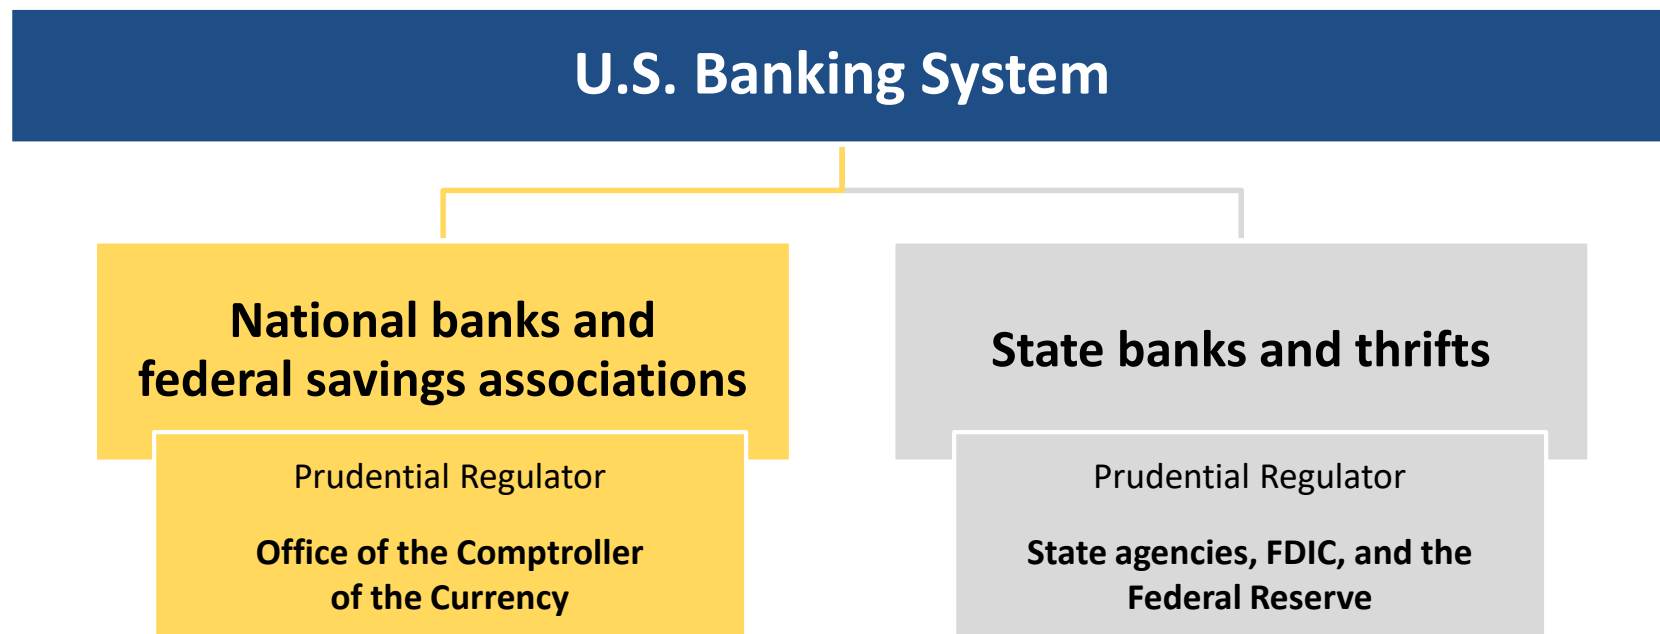 U.S. Banking System
National banks and
federal savings associations
Prudential Regulator
Office of the Comptroller
of the Currency
State banks and thrifts
Prudential Regulator
State agencies, FDIC, and the
Federal Reserve